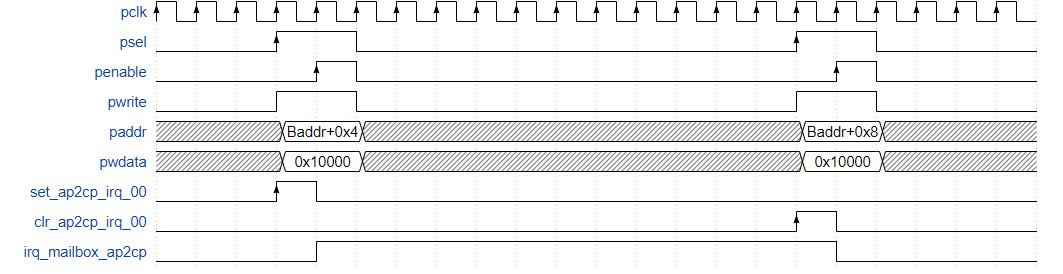 pclk
psel
penable
pwrite
paddr Baddr+0x4 Baddr+0x8
pwdata 0x10000 0x10000
set_ap2cp_irq_00
clr_ap2cp_irq_00
irq_mailbox_ap2cp